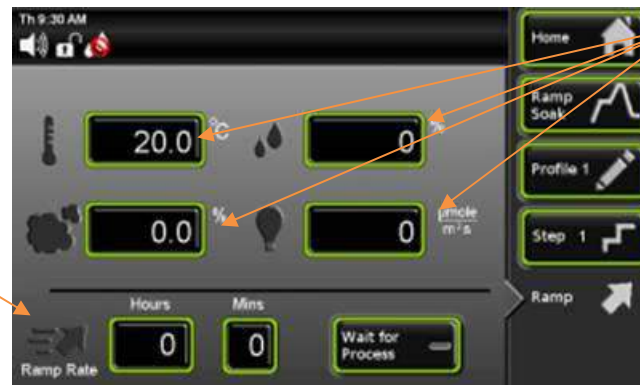 Th 9:30 AM
Home
20.0 °C 0 %
Ramp
Soak
Profile 1
0.0 % 0 µmole
m²s
Step 1
Hours Mins
Ramp
Ramp Rate 0 0 Wait for
Process